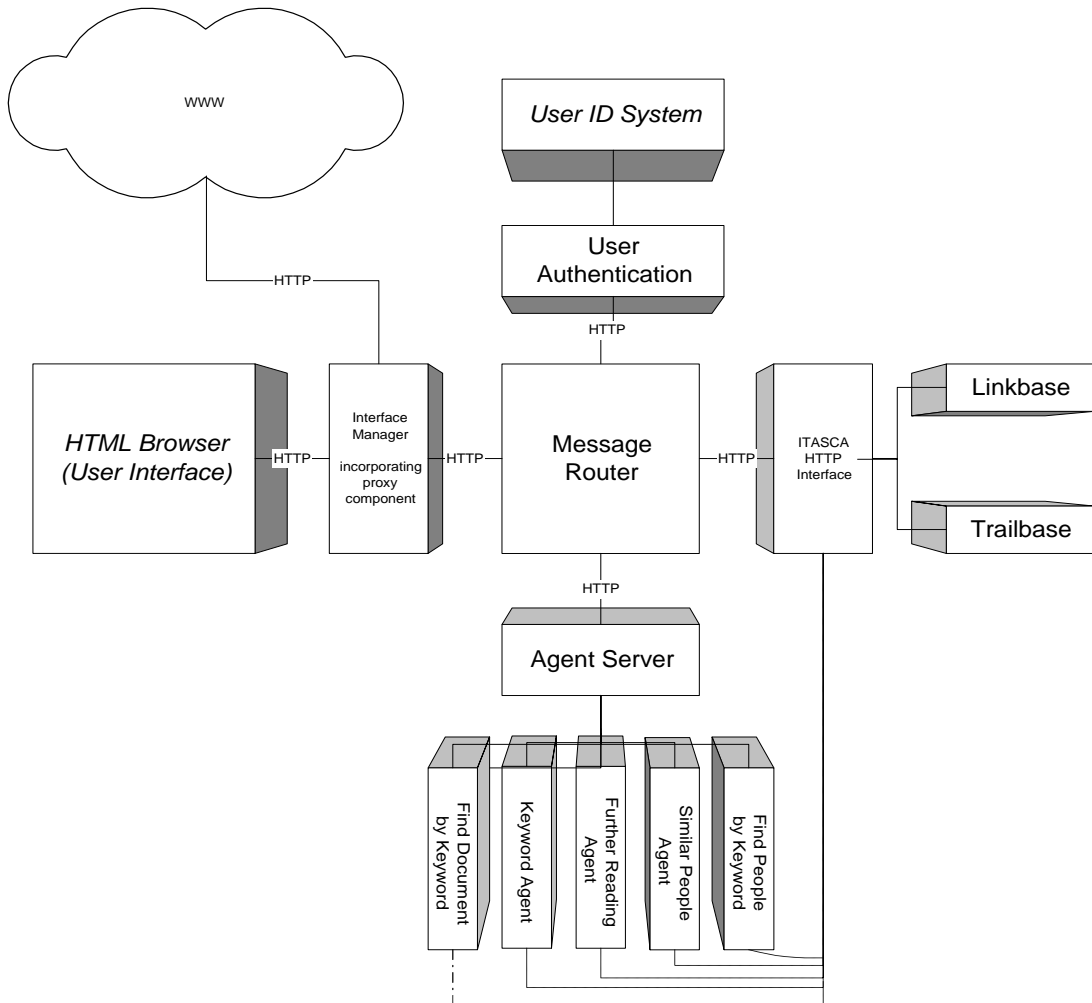 WWW
User ID System
User
Authentication
HTTP
HTTP
HTML Browser
(User Interface)
HTTP
Interface
Manager
incorporating
proxy
component
HTTP
Message
Router
HTTP
ITASCA
HTTP
Interface
Linkbase
Trailbase
HTTP
Agent Server
Find Document
by Keyword
Keyword Agent
Further Reading
Agent
Similar People
Agent
Find People
by Keyword